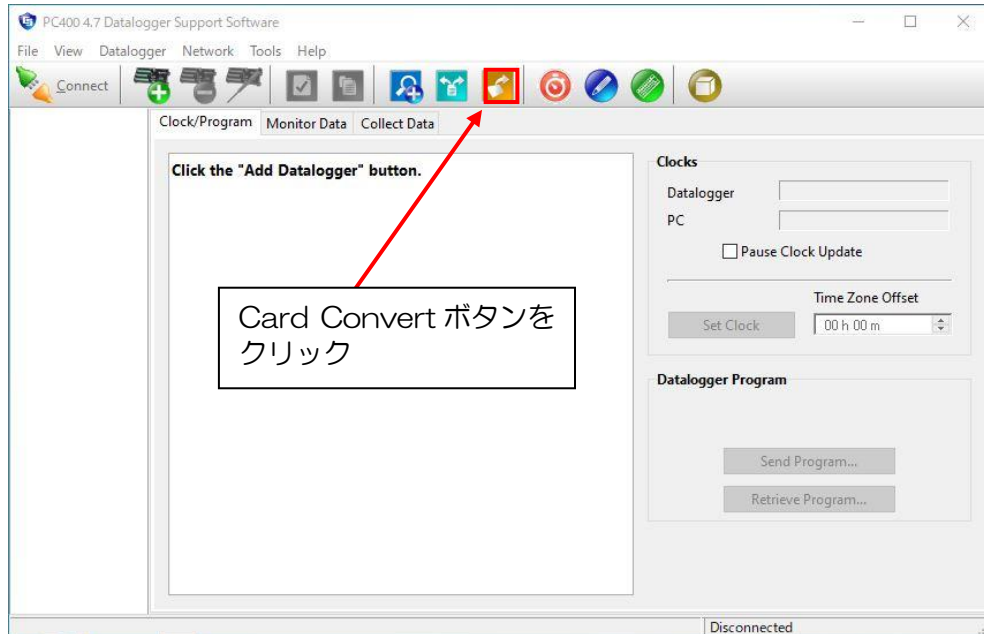 PC400 4.7 Datalogger Support Software
File View Datalogger Network Tools Help
Connect
Clock/Program Monitor Data Collect Data
Click the "Add Datalogger" button.
Clocks
Datalogger
PC
Pause Clock Update
Time Zone Offset
Set Clock 00 h 00 m
Card Convert ボタンを
クリック
Datalogger Program
Send Program...
Retrieve Program...
Disconnected